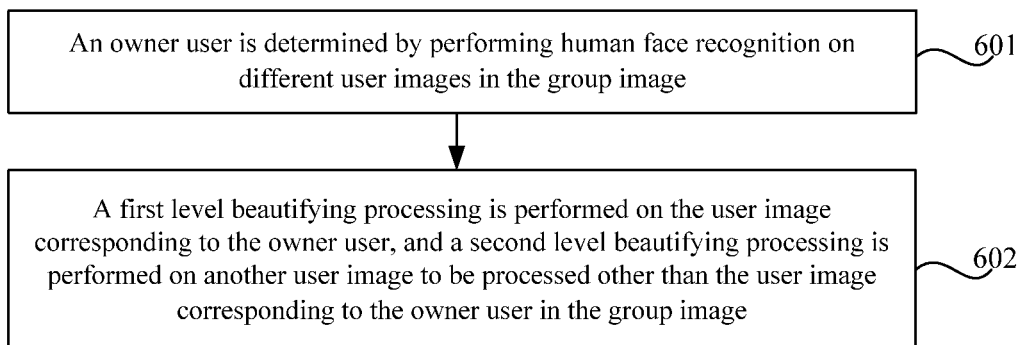 An owner user is determined by performing human face recognition on
different user images in the group image
601
A first level beautifying processing is performed on the user image
corresponding to the owner user, and a second level beautifying processing is
performed on another user image to be processed other than the user image
corresponding to the owner user in the group image
602